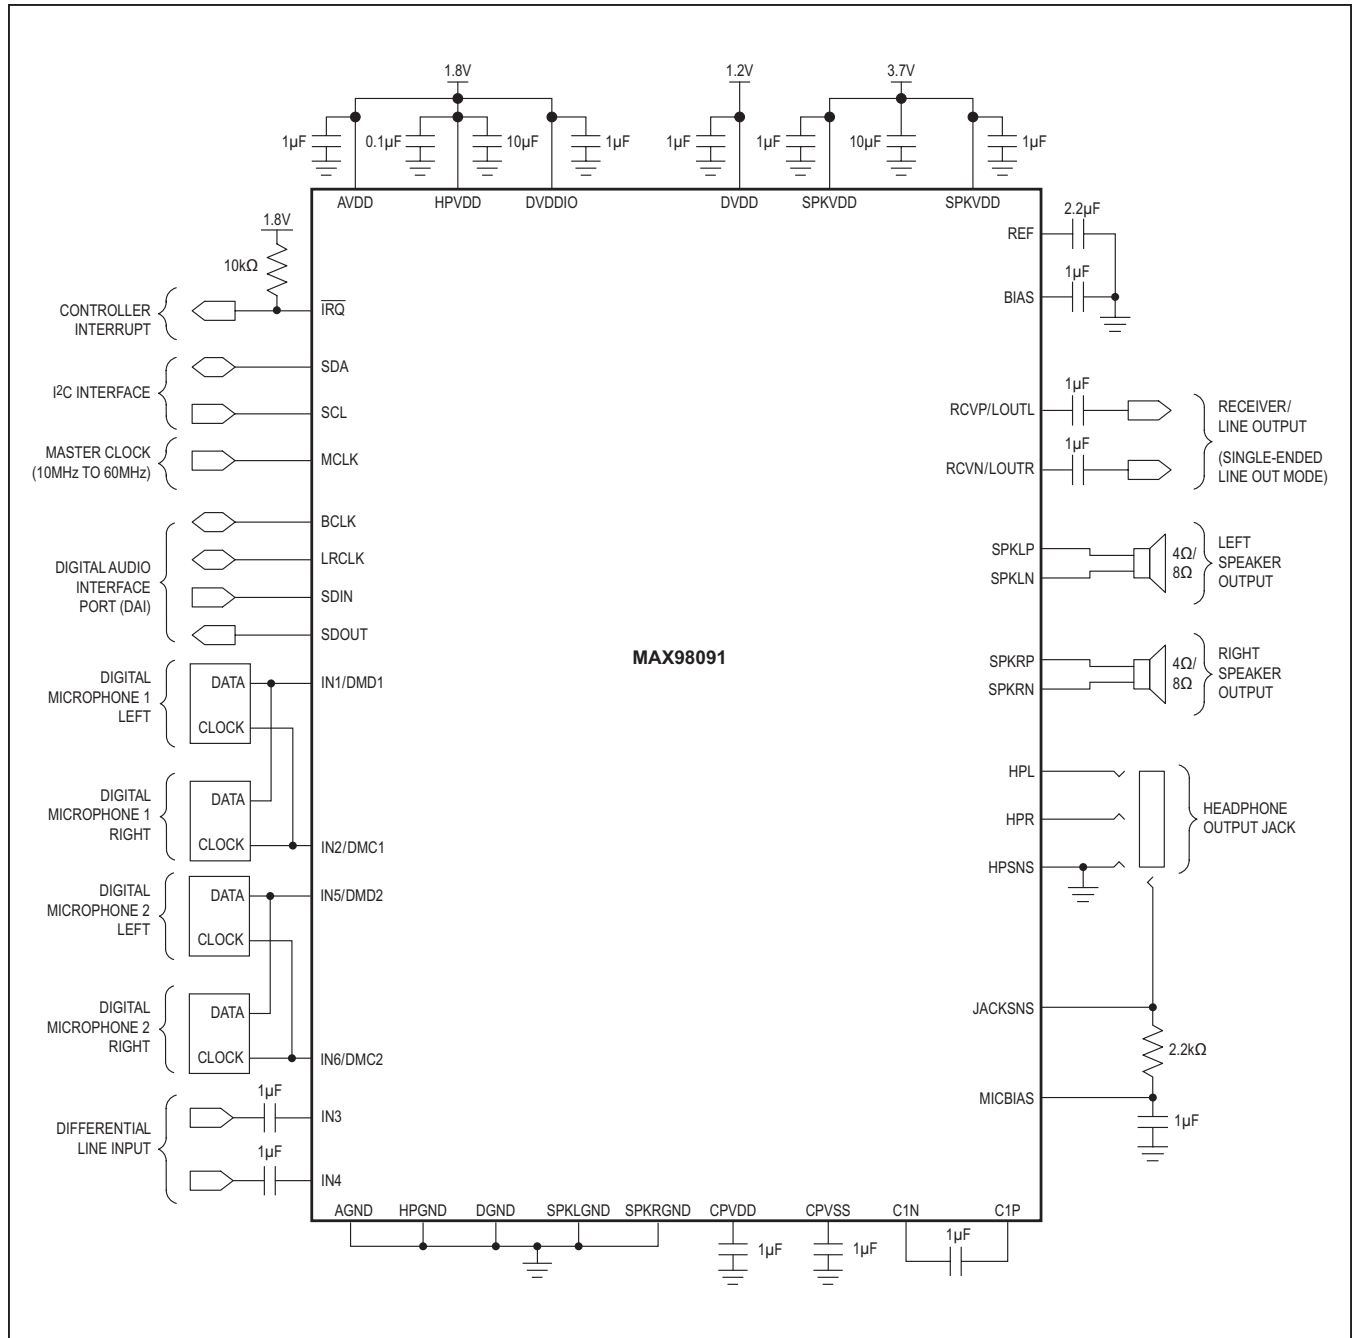 1.8V
1.2V
3.7V
1µF
0.1µF
10µF
1µF
1µF
1µF
10µF
1µF
AVDD
HPVDD
DVDDIO
DVDD
SPKVDD
SPKVDD
1.8V
10kΩ
CONTROLLER
INTERRUPT
IRQ
I²C INTERFACE
SDA
SCL
MASTER CLOCK
(10MHz TO 60MHz)
MCLK
DIGITAL AUDIO
INTERFACE
PORT (DAI)
BCLK
LRCLK
SDIN
SDOUT
DIGITAL
MICROPHONE 1
LEFT
DATA
CLOCK
IN1/DMD1
DIGITAL
MICROPHONE 1
RIGHT
DATA
CLOCK
IN2/DMC1
DIGITAL
MICROPHONE 2
LEFT
DATA
CLOCK
IN5/DMD2
DIGITAL
MICROPHONE 2
RIGHT
DATA
CLOCK
IN6/DMC2
DIFFERENTIAL
LINE INPUT
1µF
IN3
1µF
IN4
MAX98091
REF
2.2µF
BIAS
1µF
RCVP/LOUTL
1µF
RCVN/LOUTR
1µF
RECEIVER/
LINE OUTPUT
(SINGLE-ENDED
LINE OUT MODE)
SPKLP
SPKLN
4Ω/
8Ω
LEFT
SPEAKER
OUTPUT
SPKRP
SPKRN
4Ω/
8Ω
RIGHT
SPEAKER
OUTPUT
HPL
HPR
HPSNS
HEADPHONE
OUTPUT JACK
JACKSNS
2.2kΩ
MICBIAS
1µF
AGND
HPGND
DGND
SPKLGND
SPKRGND
CPVDD
CPVSS
C1N
C1P
1µF
1µF
1µF